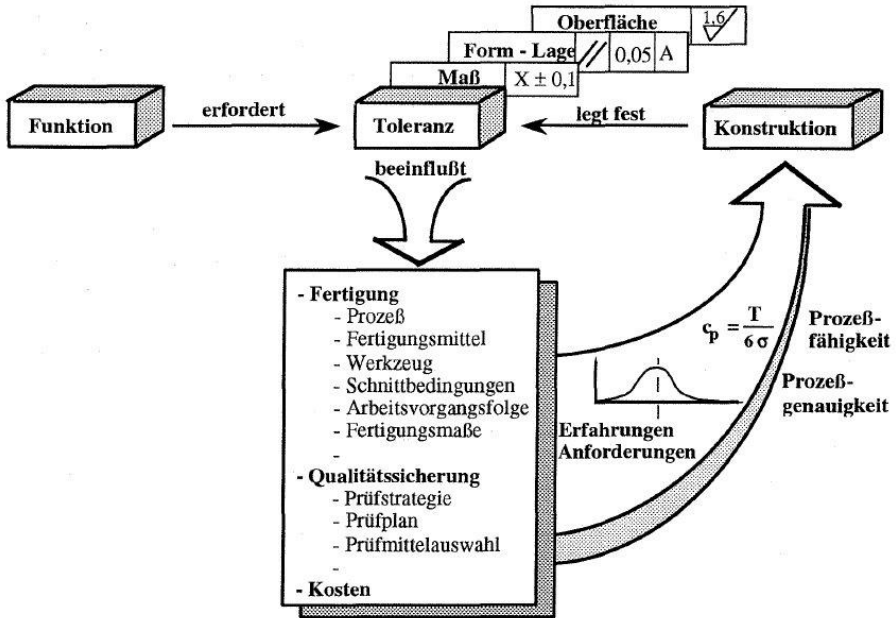 Oberfläche 1.6
Form - Lage // 0,05 A
Maß X ± 0,1
Funktion
erfordert
Toleranz
legt fest
Konstruktion
beeinflußt
- Fertigung
- Prozeß
- Fertigungsmittel
- Werkzeug
- Schnittbedingungen
- Arbeitsvorgangsfolge
- Fertigungsmaße
-
- Qualitätssicherung
- Prüfstrategie
- Prüfplan
- Prüfmittelauswahl
-
- Kosten
c_p = T / 6 σ
Prozeß-
fähigkeit
Prozeß-
genauigkeit
Erfahrungen
Anforderungen